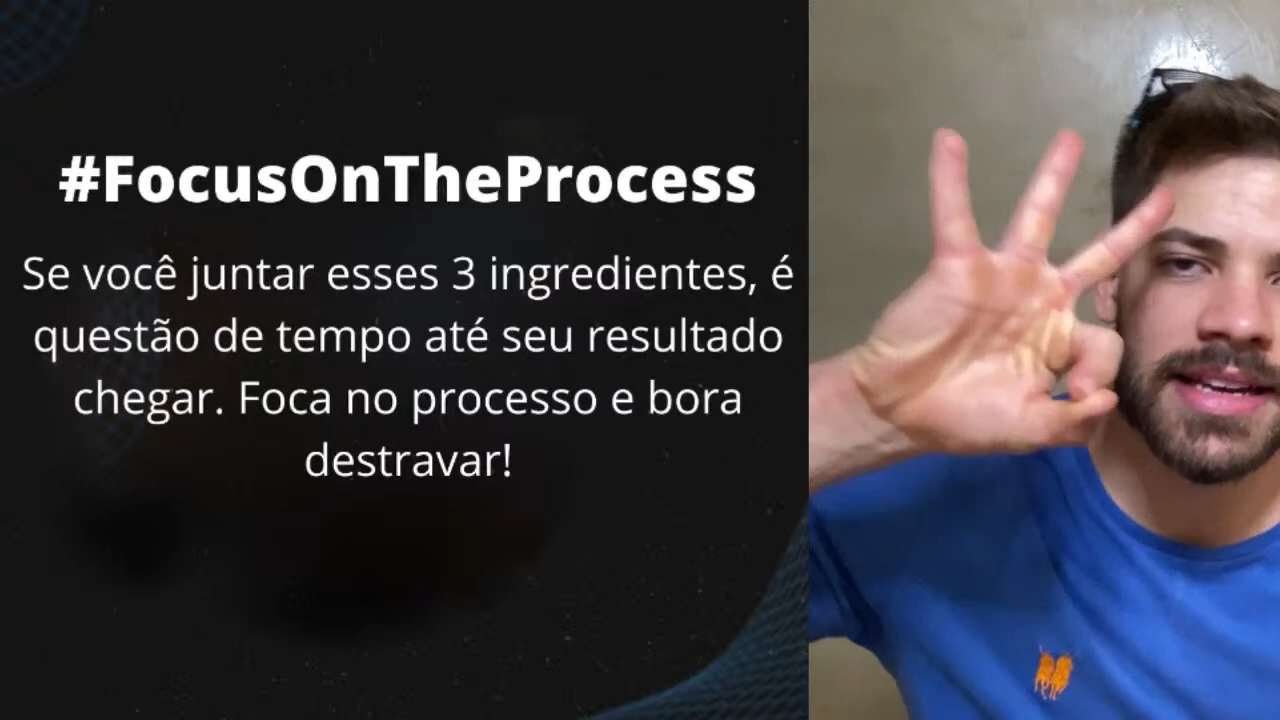 #FocusOnTheProcess
Se você juntar esses 3 ingredientes, é
questão de tempo até seu resultado
chegar. Foca no processo e bora
destravar!